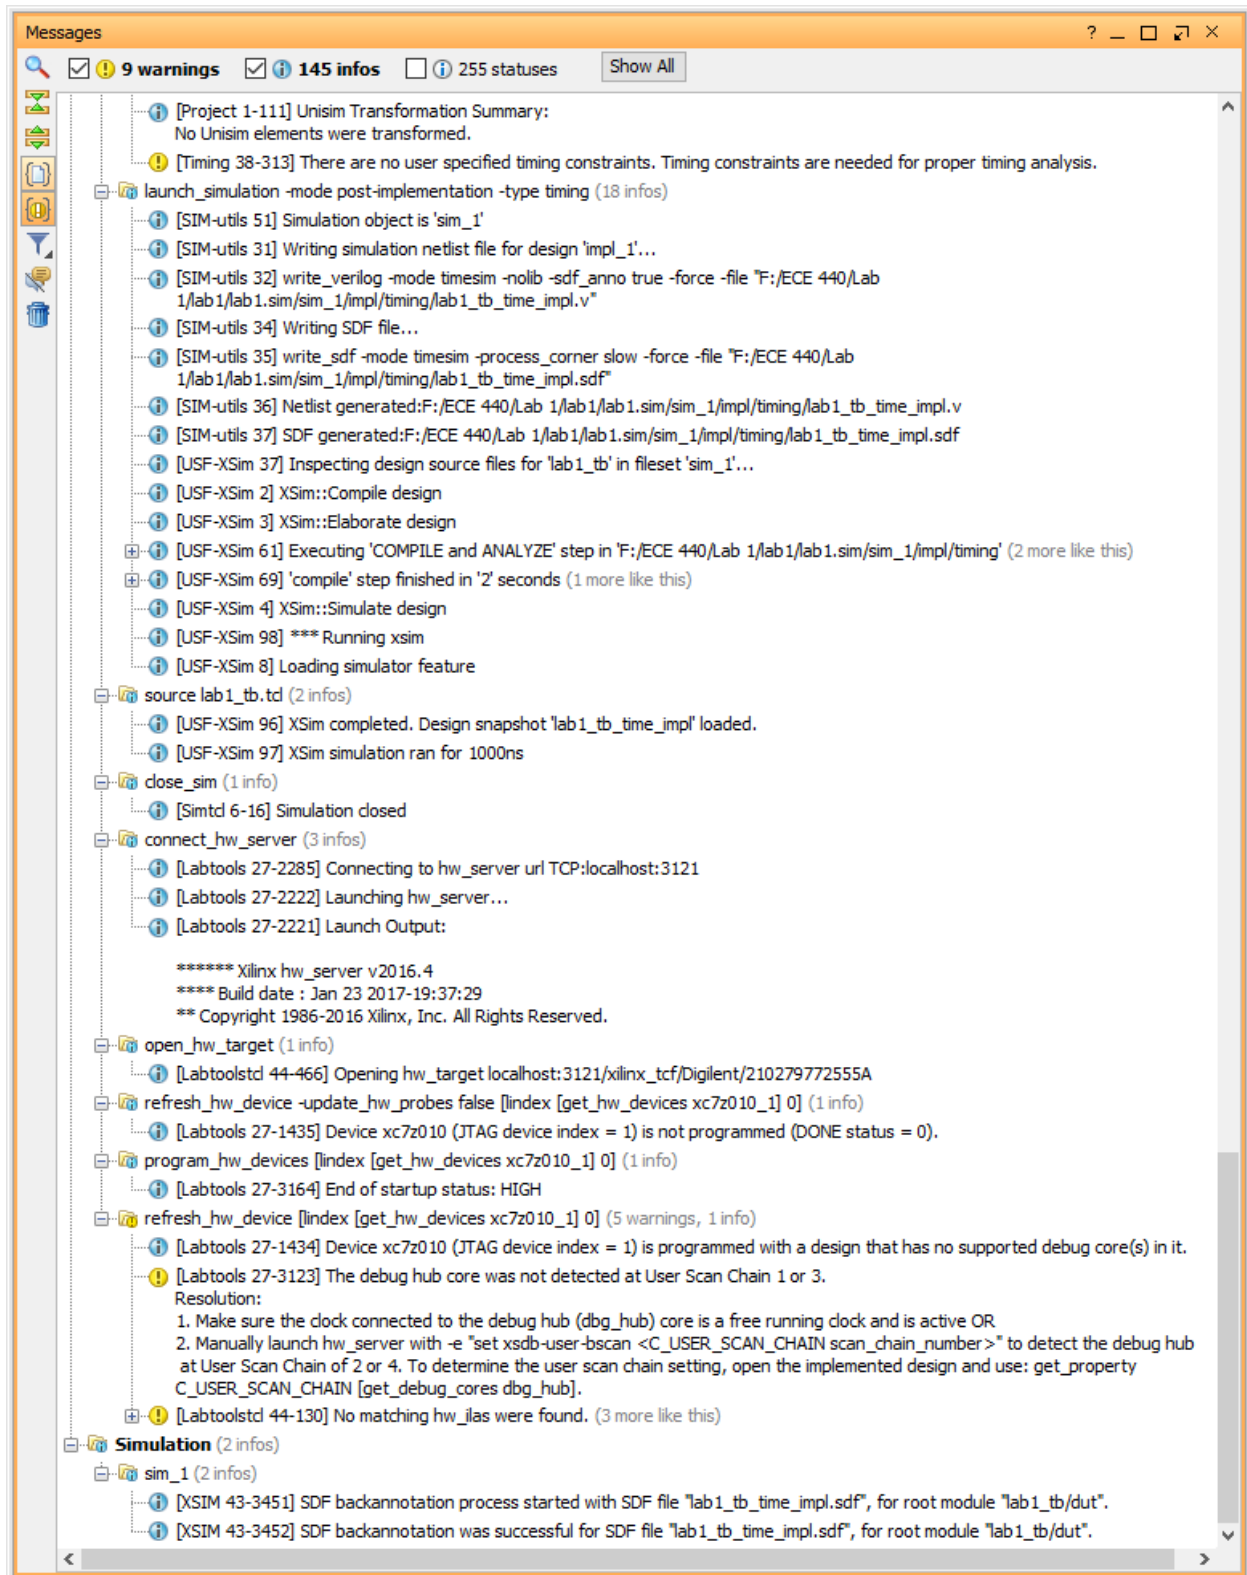 Messages
9 warnings 145 infos 255 statuses Show All
[Project 1-111] Unisim Transformation Summary:
No Unisim elements were transformed.
[Timing 38-313] There are no user specified timing constraints. Timing constraints are needed for proper timing analysis.
launch_simulation -mode post-implementation -type timing (18 infos)
[SIM-utils 51] Simulation object is 'sim_1'
[SIM-utils 31] Writing simulation netlist file for design 'impl_1'...
[SIM-utils 32] write_verilog -mode timesim -nolib -sdf_anno true -force -file "F:/ECE 440/Lab
1/lab1/lab1.sim/sim_1/impl/timing/lab1_tb_time_impl.v"
[SIM-utils 34] Writing SDF file...
[SIM-utils 35] write_sdf -mode timesim -process_corner slow -force -file "F:/ECE 440/Lab
1/lab1/lab1.sim/sim_1/impl/timing/lab1_tb_time_impl.sdf"
[SIM-utils 36] Netlist generated:F:/ECE 440/Lab 1/lab1/lab1.sim/sim_1/impl/timing/lab1_tb_time_impl.v
[SIM-utils 37] SDF generated:F:/ECE 440/Lab 1/lab1/lab1.sim/sim_1/impl/timing/lab1_tb_time_impl.sdf
[USF-XSim 37] Inspecting design source files for 'lab1_tb' in fileset 'sim_1'...
[USF-XSim 2] XSim::Compile design
[USF-XSim 3] XSim::Elaborate design
[USF-XSim 61] Executing 'COMPILE and ANALYZE' step in 'F:/ECE 440/Lab 1/lab1/lab1.sim/sim_1/impl/timing' (2 more like this)
[USF-XSim 69] 'compile' step finished in '2' seconds (1 more like this)
[USF-XSim 4] XSim::Simulate design
[USF-XSim 98] *** Running xsim
[USF-XSim 8] Loading simulator feature
source lab1_tb.tcl (2 infos)
[USF-XSim 96] XSim completed. Design snapshot 'lab1_tb_time_impl' loaded.
[USF-XSim 97] XSim simulation ran for 1000ns
close_sim (1 info)
[Simtcl 6-16] Simulation closed
connect_hw_server (3 infos)
[Labtools 27-2285] Connecting to hw_server url TCP:localhost:3121
[Labtools 27-2222] Launching hw_server...
[Labtools 27-2221] Launch Output:
****** Xilinx hw_server v2016.4
**** Build date : Jan 23 2017-19:37:29
** Copyright 1986-2016 Xilinx, Inc. All Rights Reserved.
open_hw_target (1 info)
[Labtoolstcl 44-466] Opening hw_target localhost:3121/xilinx_tcf/Digilent/210279772555A
refresh_hw_device -update_hw_probes false [lindex [get_hw_devices xc7z010_1] 0] (1 info)
[Labtools 27-1435] Device xc7z010 (JTAG device index = 1) is not programmed (DONE status = 0).
program_hw_devices [lindex [get_hw_devices xc7z010_1] 0] (1 info)
[Labtools 27-3164] End of startup status: HIGH
refresh_hw_device [lindex [get_hw_devices xc7z010_1] 0] (5 warnings, 1 info)
[Labtools 27-1434] Device xc7z010 (JTAG device index = 1) is programmed with a design that has no supported debug core(s) in it.
[Labtools 27-3123] The debug hub core was not detected at User Scan Chain 1 or 3.
Resolution:
1. Make sure the clock connected to the debug hub (dbg_hub) core is a free running clock and is active OR
2. Manually launch hw_server with -e "set xsdb-user-bscan <C_USER_SCAN_CHAIN scan_chain_number>" to detect the debug hub
at User Scan Chain of 2 or 4. To determine the user scan chain setting, open the implemented design and use: get_property
C_USER_SCAN_CHAIN [get_debug_cores dbg_hub].
[Labtoolstcl 44-130] No matching hw_ilas were found. (3 more like this)
Simulation (2 infos)
sim_1 (2 infos)
[XSIM 43-3451] SDF backannotation process started with SDF file "lab1_tb_time_impl.sdf", for root module "lab1_tb/dut".
[XSIM 43-3452] SDF backannotation was successful for SDF file "lab1_tb_time_impl.sdf", for root module "lab1_tb/dut".